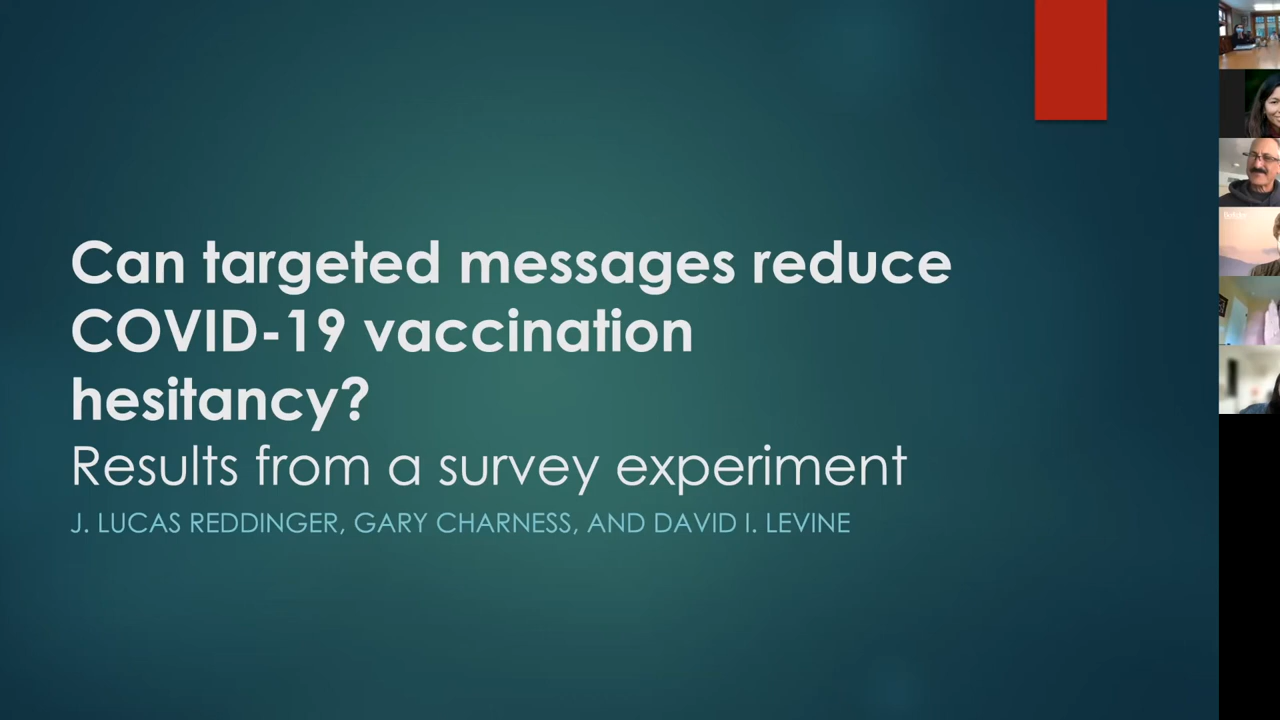 Can targeted messages reduce
COVID-19 vaccination
hesitancy?
Results from a survey experiment
J. LUCAS REDDINGER, GARY CHARNESS, AND DAVID I. LEVINE